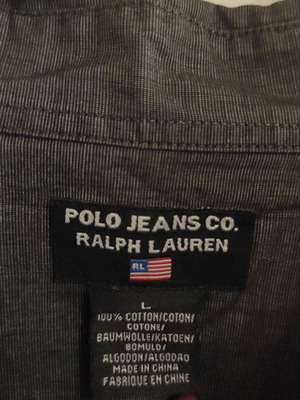 POLO JEANS CO.
RALPH LAUREN
RL
L
100% COTTON/COTON/
COTONE/
BAUMWOLLE/KATOEN/
BOMULD/
ALGODON/ALGODAO
MADE IN CHINA
FABRIQUE EN CHINE